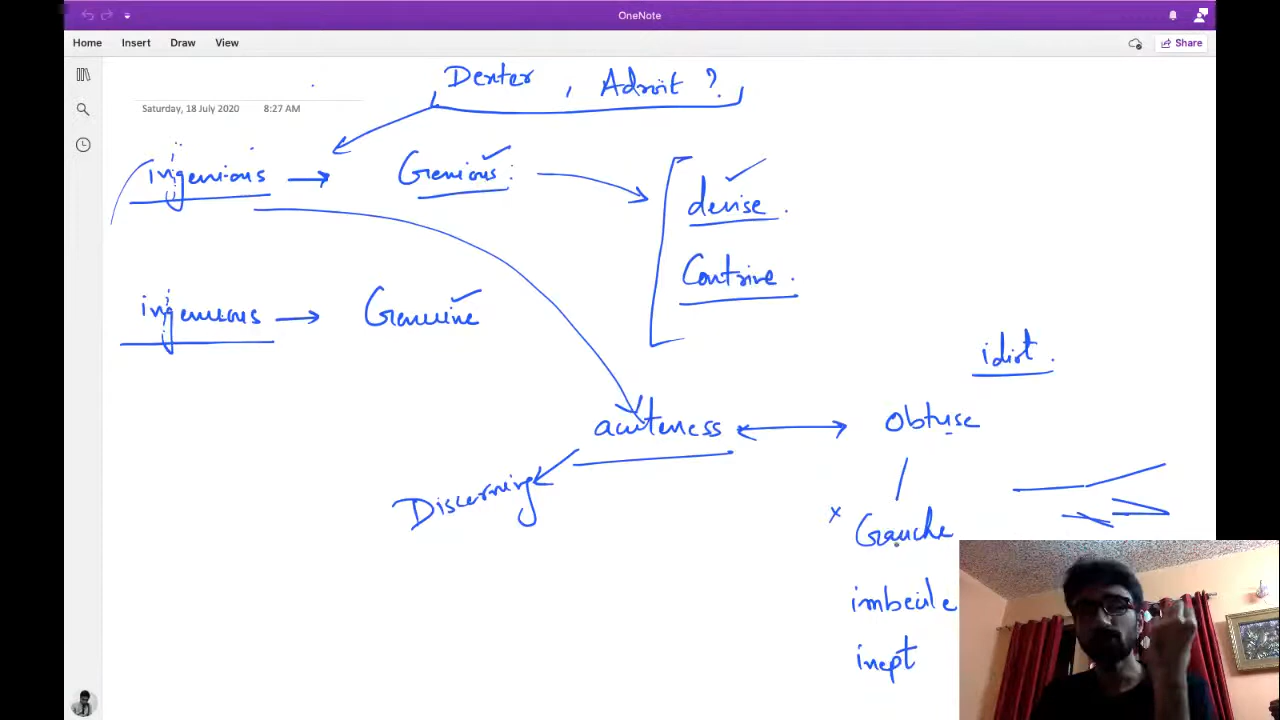 OneNote
Home Insert Draw View Share
Dexter , Adroit ?
Saturday, 18 July 2020 8:27 AM
ingenious → Genious :
devise .
Contrive .
ingenuous → Genuine
idiot .
acuteness ↔ Obtuse
Discerning
x Gauche
imbecile
inept